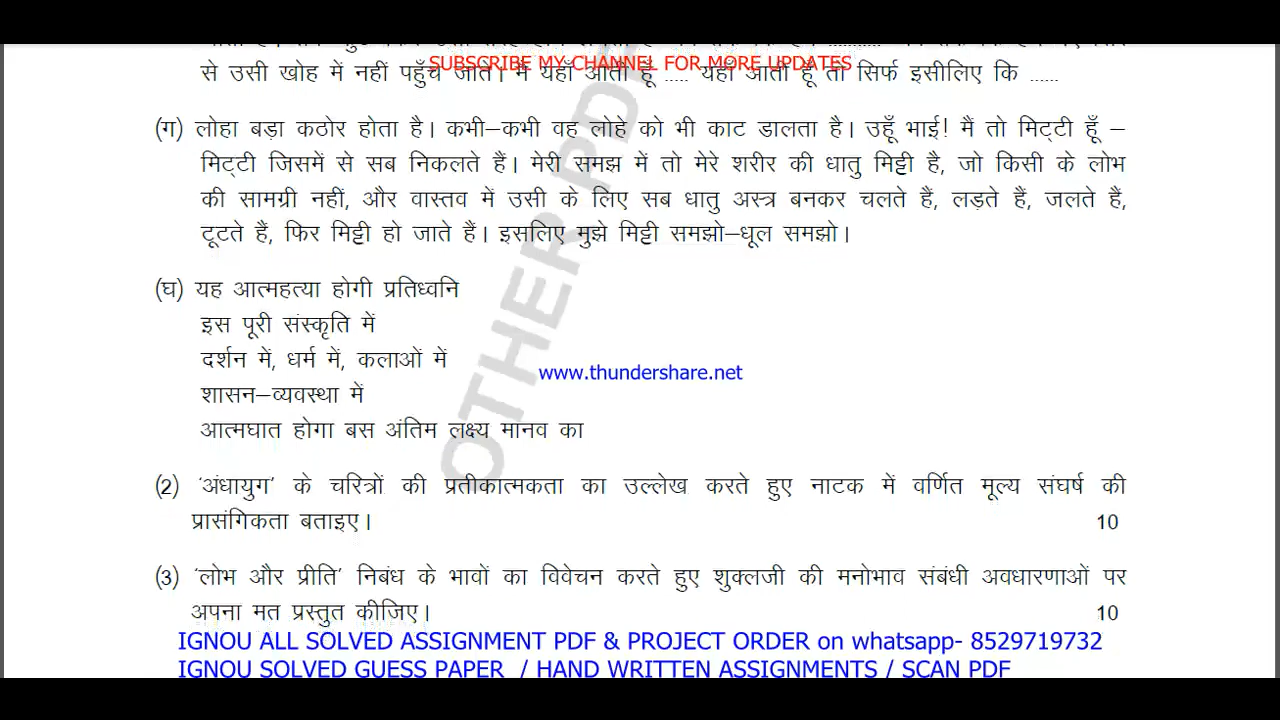 SUBSCRIBE MY CHANNEL FOR MORE UPDATES
से उसी खोह में नहीं पहुँच जाते। मैं यहाँ आती हूँ ..... यहाँ आती हूँ तो सिर्फ इसीलिए कि ......
(ग) लोहा बड़ा कठोर होता है। कभी–कभी वह लोहे को भी काट डालता है। उहूँ भाई! मैं तो मिट्टी हूँ –
मिट्टी जिसमें से सब निकलते हैं। मेरी समझ में तो मेरे शरीर की धातु मिट्टी है, जो किसी के लोभ
की सामग्री नहीं, और वास्तव में उसी के लिए सब धातु अस्त्र बनकर चलते हैं, लड़ते हैं, जलते हैं,
टूटते हैं, फिर मिट्टी हो जाते हैं। इसलिए मुझे मिट्टी समझो–धूल समझो।
(घ) यह आत्महत्या होगी प्रतिध्वनि
इस पूरी संस्कृति में
दर्शन में, धर्म में, कलाओं में
शासन–व्यवस्था में
www.thundershare.net
आत्मघात होगा बस अंतिम लक्ष्य मानव का
OTHER PDF
(2) 'अंधायुग' के चरित्रों की प्रतीकात्मकता का उल्लेख करते हुए नाटक में वर्णित मूल्य संघर्ष की
प्रासंगिकता बताइए। 10
(3) 'लोभ और प्रीति' निबंध के भावों का विवेचन करते हुए शुक्लजी की मनोभाव संबंधी अवधारणाओं पर
अपना मत प्रस्तुत कीजिए। 10
IGNOU ALL SOLVED ASSIGNMENT PDF & PROJECT ORDER on whatsapp- 8529719732
IGNOU SOLVED GUESS PAPER / HAND WRITTEN ASSIGNMENTS / SCAN PDF